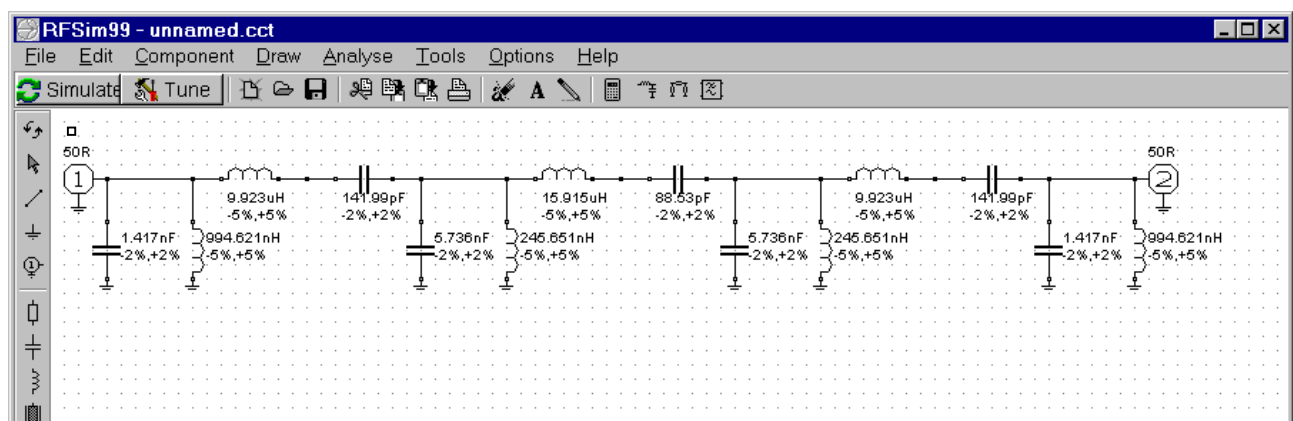 RFSim99 - unnamed.cct
File Edit Component Draw Analyse Tools Options Help
Simulate Tune A
50R 50R
1 2
9.923uH 141.99pF 15.915uH 88.53pF 9.923uH 141.99pF
-5%,+5% -2%,+2% -5%,+5% -2%,+2% -5%,+5% -2%,+2%
1.417nF 994.621nH 5.736nF 245.651nH 5.736nF 245.651nH 1.417nF 994.621nH
-2%,+2% -5%,+5% -2%,+2% -5%,+5% -2%,+2% -5%,+5% -2%,+2% -5%,+5%
1